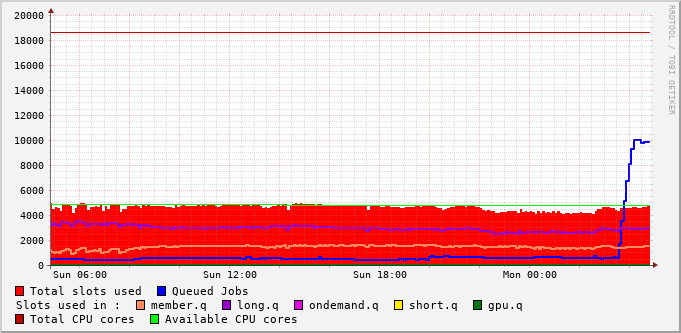 RRDTOOL / TOBI OETIKER
20000
18000
16000
14000
12000
10000
8000
6000
4000
2000
0
Sun 06:00 Sun 12:00 Sun 18:00 Mon 00:00
Total slots used Queued Jobs
Slots used in : member.q long.q ondemand.q short.q gpu.q
Total CPU cores Available CPU cores